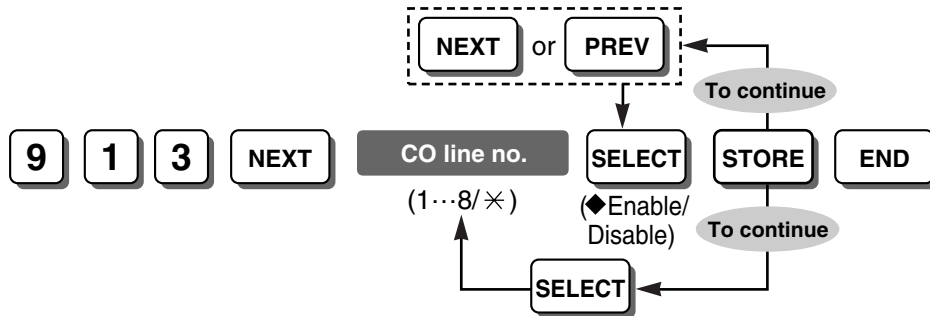 NEXT or PREV
To continue
9 1 3 NEXT CO line no. SELECT STORE END
(1···8/✳)
(◆Enable/
Disable)
To continue
SELECT